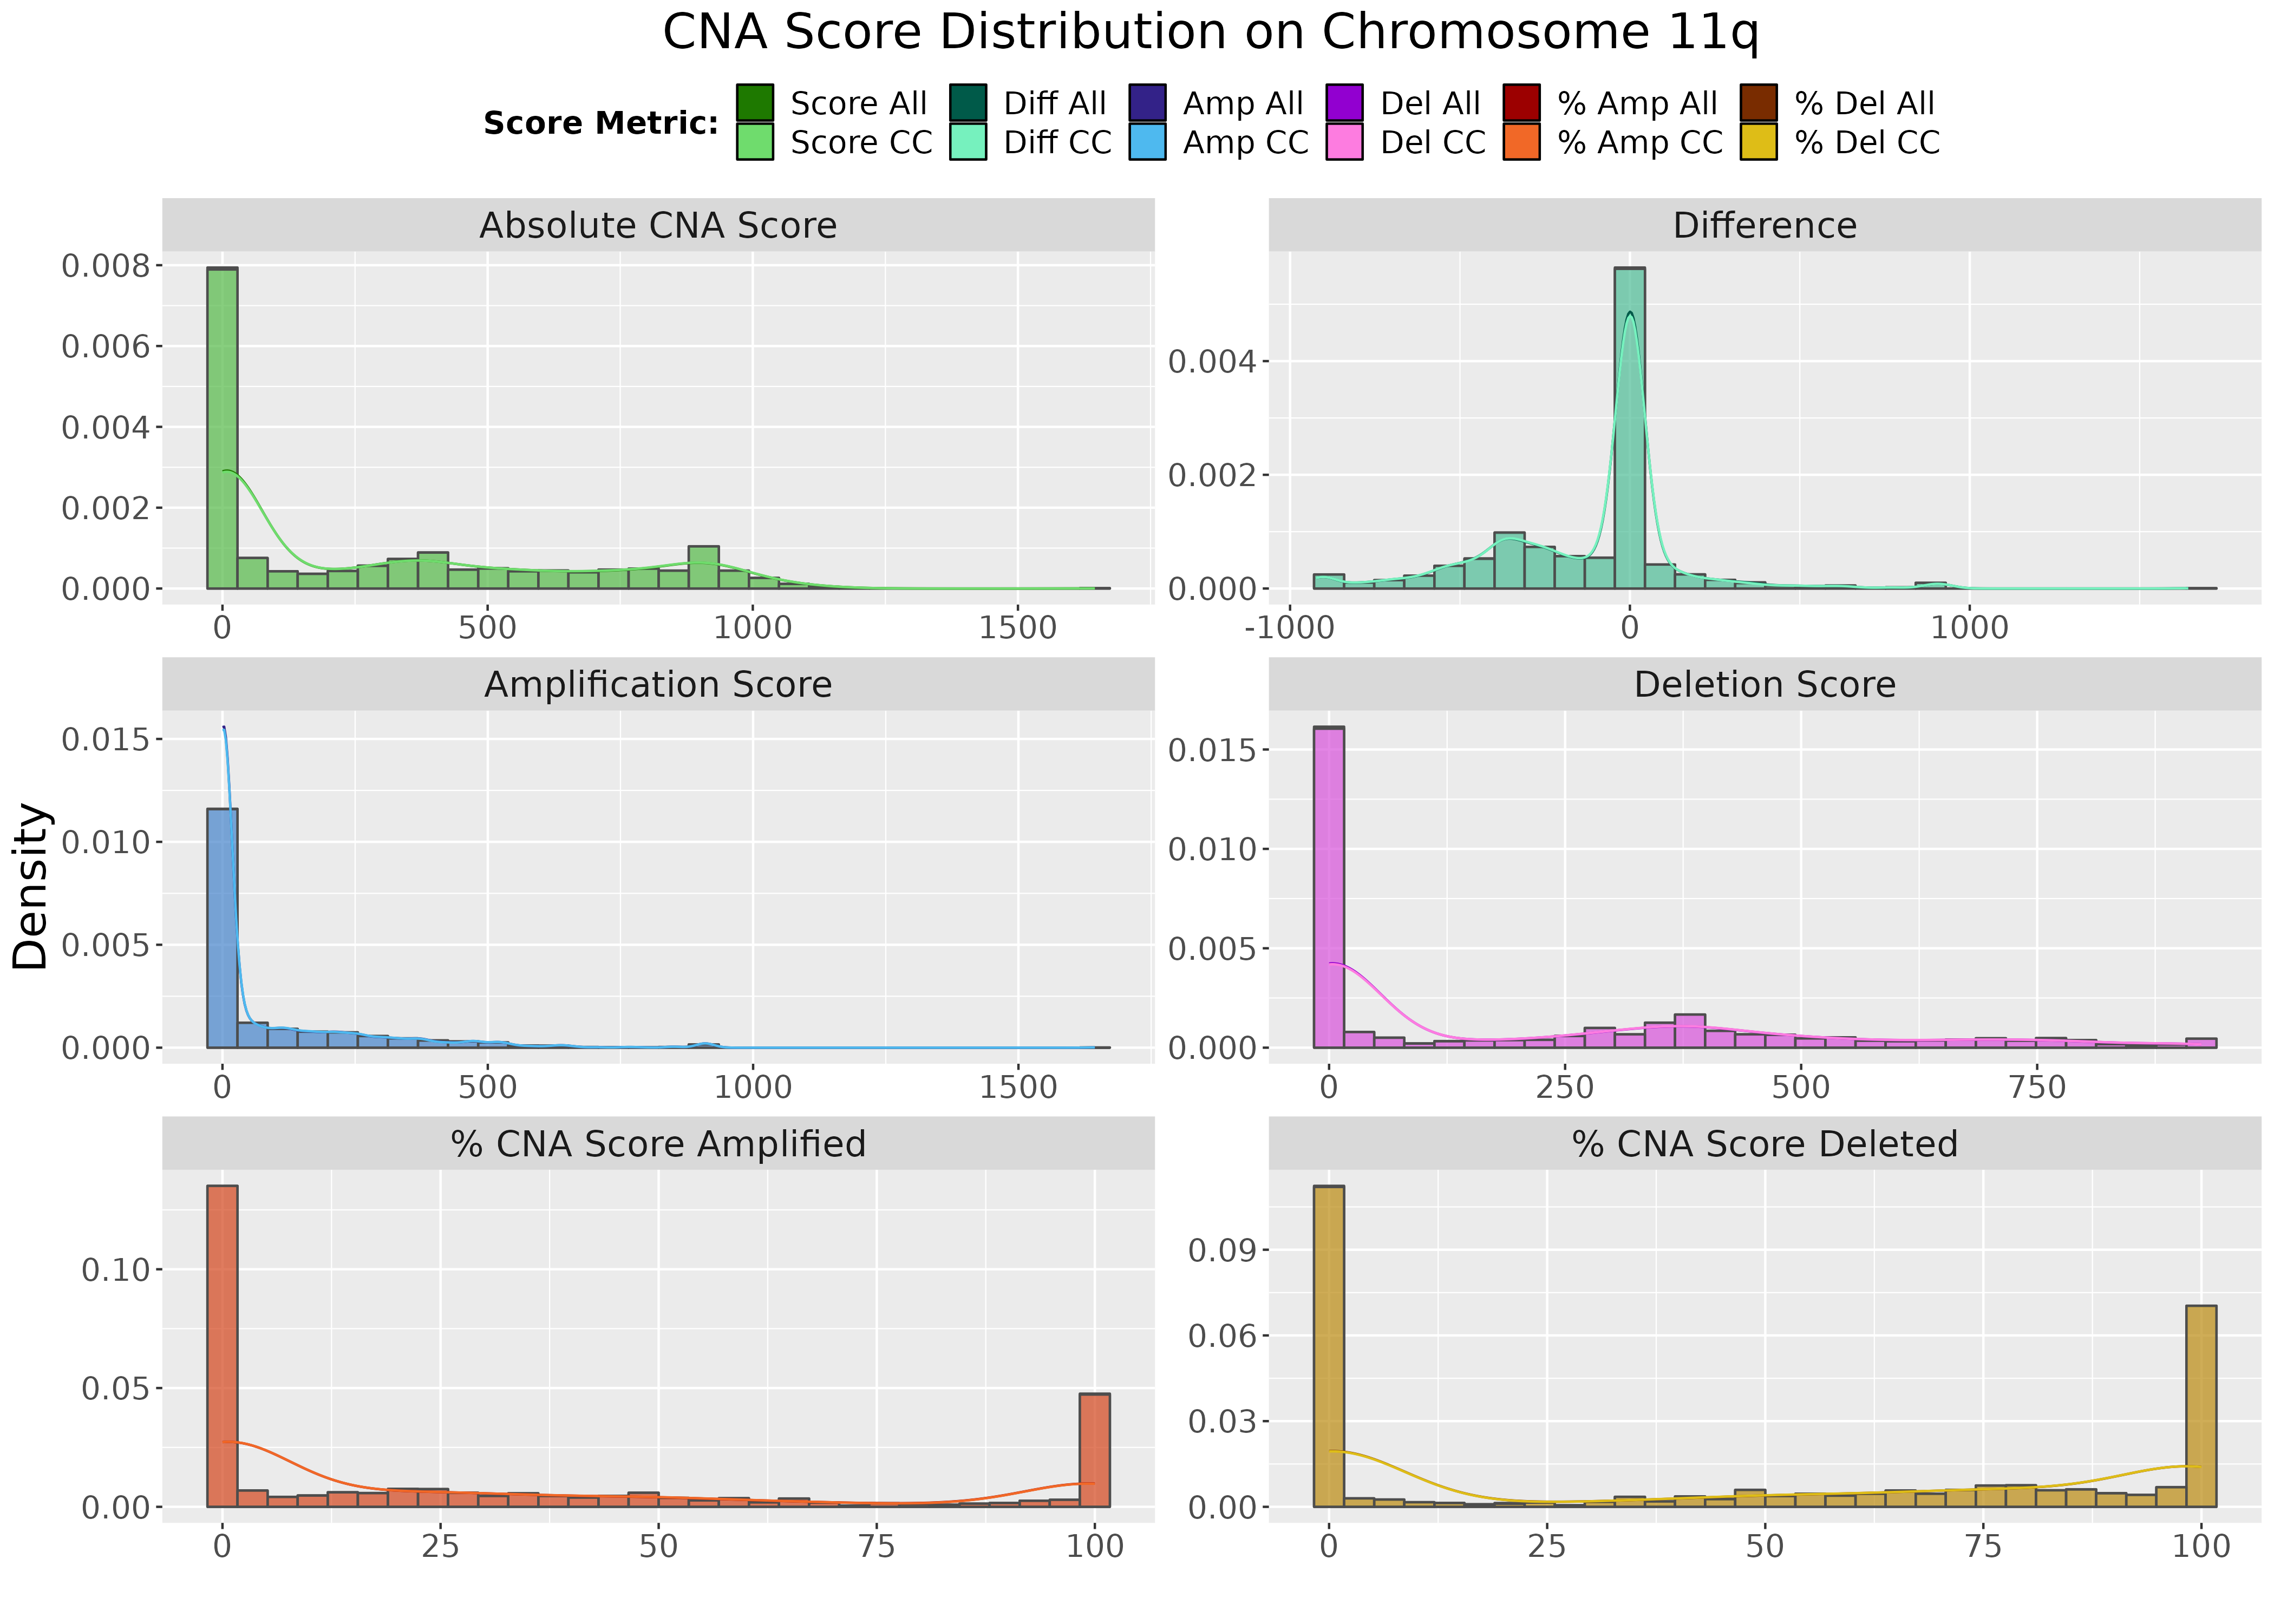 CNA Score Distribution on Chromosome 11q
Score Metric:
Score All Diff All Amp All Del All % Amp All % Del All
Score CC Diff CC Amp CC Del CC % Amp CC % Del CC
Absolute CNA Score
0.008
0.006
0.004
0.002
0.000
0 500 1000 1500
Difference
0.004
0.002
0.000
-1000 0 1000
Density
Amplification Score
0.015
0.010
0.005
0.000
0 500 1000 1500
Deletion Score
0.015
0.010
0.005
0.000
0 250 500 750
% CNA Score Amplified
0.10
0.05
0.00
0 25 50 75 100
% CNA Score Deleted
0.09
0.06
0.03
0.00
0 25 50 75 100